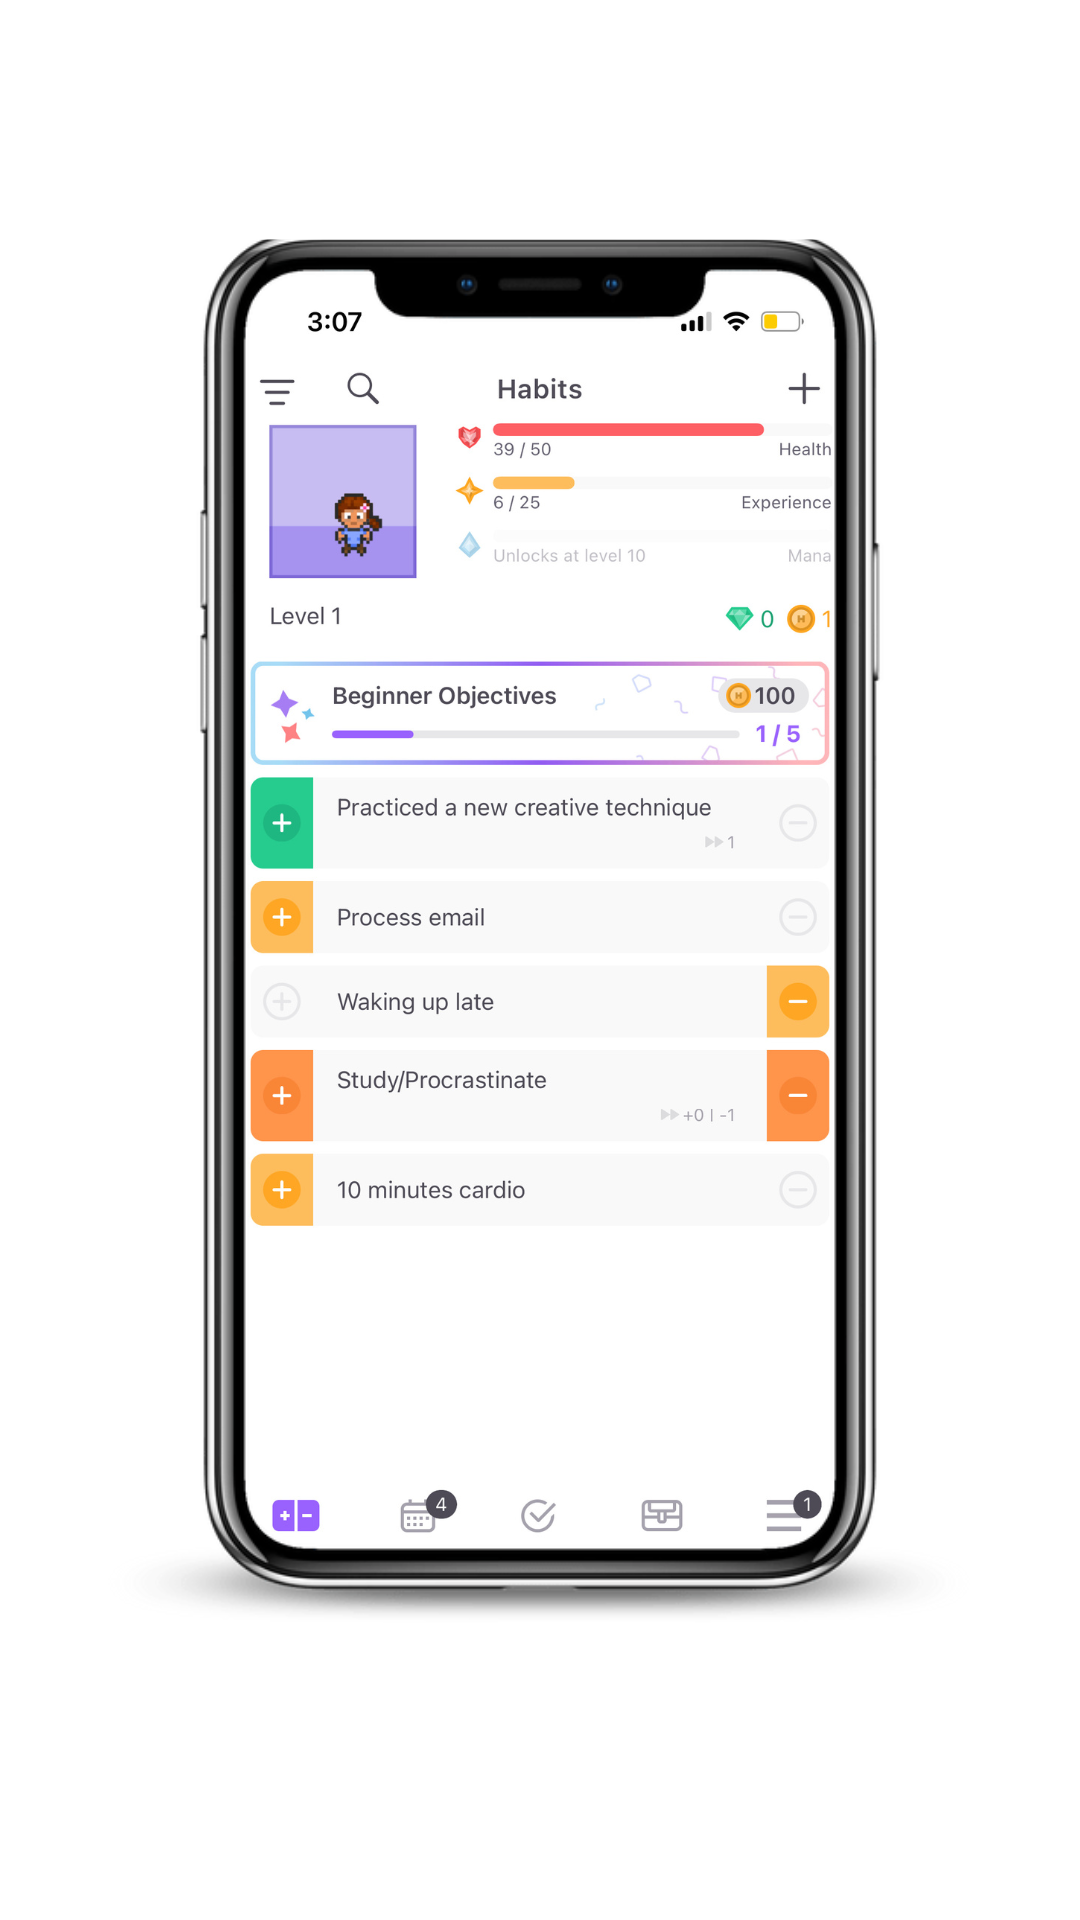 3:07
Habits
39 / 50 Health
6 / 25 Experience
Unlocks at level 10 Mana
Level 1
0 H 1
Beginner Objectives H 100
1 / 5
+ Practiced a new creative technique −
1
+ Process email −
+ Waking up late −
+ Study/Procrastinate −
+0 | -1
+ 10 minutes cardio −
4 1